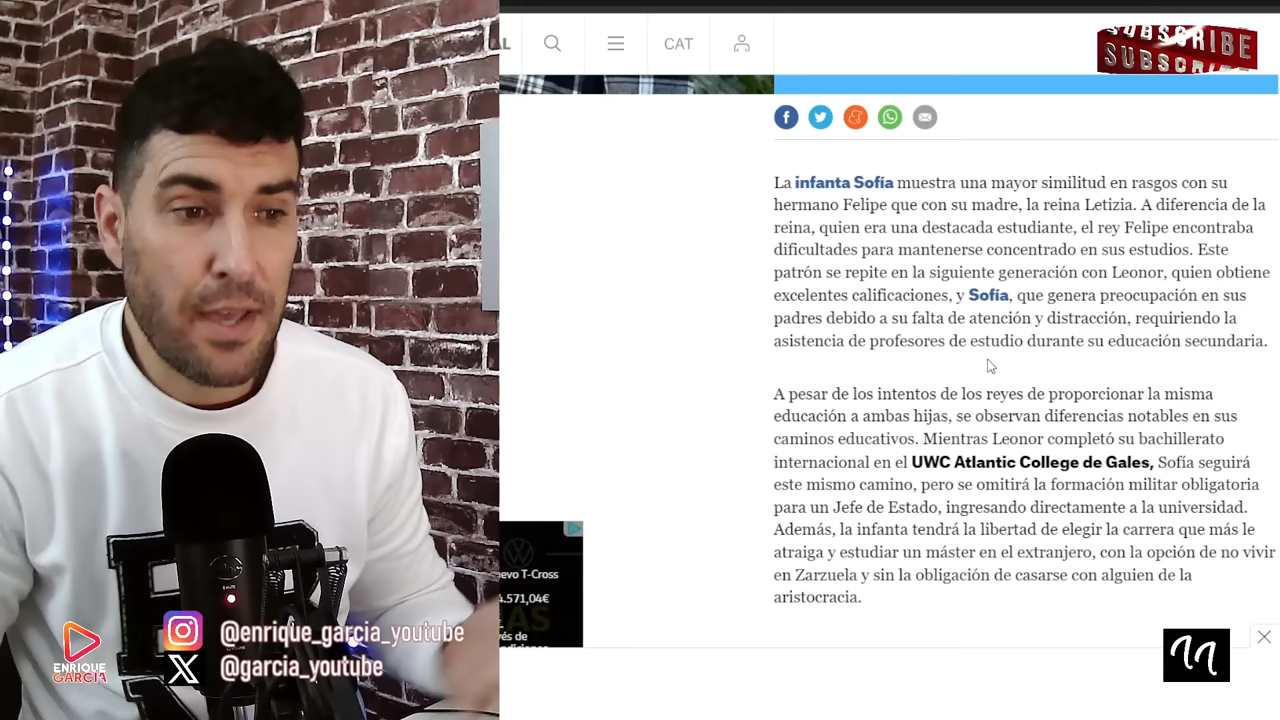 AL
CAT
SUBSCRIBE
SUBSCRIBE
La infanta Sofía muestra una mayor similitud en rasgos con su
hermano Felipe que con su madre, la reina Letizia. A diferencia de la
reina, quien era una destacada estudiante, el rey Felipe encontraba
dificultades para mantenerse concentrado en sus estudios. Este
patrón se repite en la siguiente generación con Leonor, quien obtiene
excelentes calificaciones, y Sofía, que genera preocupación en sus
padres debido a su falta de atención y distracción, requiriendo la
asistencia de profesores de estudio durante su educación secundaria.
A pesar de los intentos de los reyes de proporcionar la misma
educación a ambas hijas, se observan diferencias notables en sus
caminos educativos. Mientras Leonor completó su bachillerato
internacional en el UWC Atlantic College de Gales, Sofía seguirá
este mismo camino, pero se omitirá la formación militar obligatoria
para un Jefe de Estado, ingresando directamente a la universidad.
Además, la infanta tendrá la libertad de elegir la carrera que más le
atraiga y estudiar un máster en el extranjero, con la opción de no vivir
en Zarzuela y sin la obligación de casarse con alguien de la
aristocracia.
evo T-Cross
4.571,04€
vés de
@enrique_garcia_youtube
@garcia_youtube
ENRIQUE
GARCIA